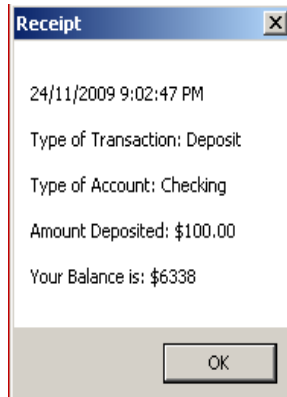 Receipt
24/11/2009 9:02:47 PM
Type of Transaction: Deposit
Type of Account: Checking
Amount Deposited: $100.00
Your Balance is: $6338
OK